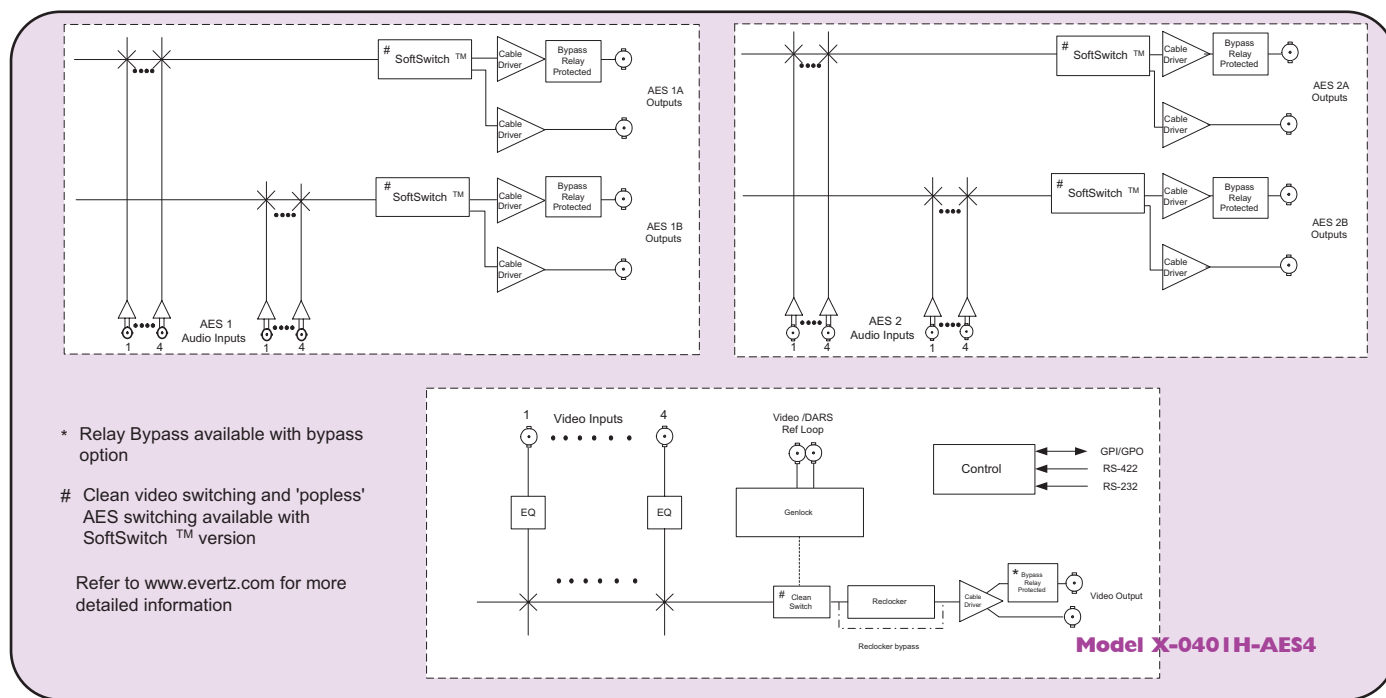 # SoftSwitch TM
Cable Driver
Bypass Relay Protected
AES 1A Outputs
Cable Driver
# SoftSwitch TM
Cable Driver
Bypass Relay Protected
AES 1B Outputs
Cable Driver
AES 1 Audio Inputs
1 4 1 4
# SoftSwitch TM
Cable Driver
Bypass Relay Protected
AES 2A Outputs
Cable Driver
# SoftSwitch TM
Cable Driver
Bypass Relay Protected
AES 2B Outputs
Cable Driver
AES 2 Audio Inputs
1 4 1 4
* Relay Bypass available with bypass
option
# Clean video switching and 'popless'
AES switching available with
SoftSwitch TM version
Refer to www.evertz.com for more
detailed information
1 Video Inputs 4
EQ EQ
Video /DARS
Ref Loop
Genlock
Control
GPI/GPO
RS-422
RS-232
# Clean Switch
Reclocker
Reclocker bypass
Cable Driver
* Bypass Relay Protected
Video Output
Model X-0401H-AES4